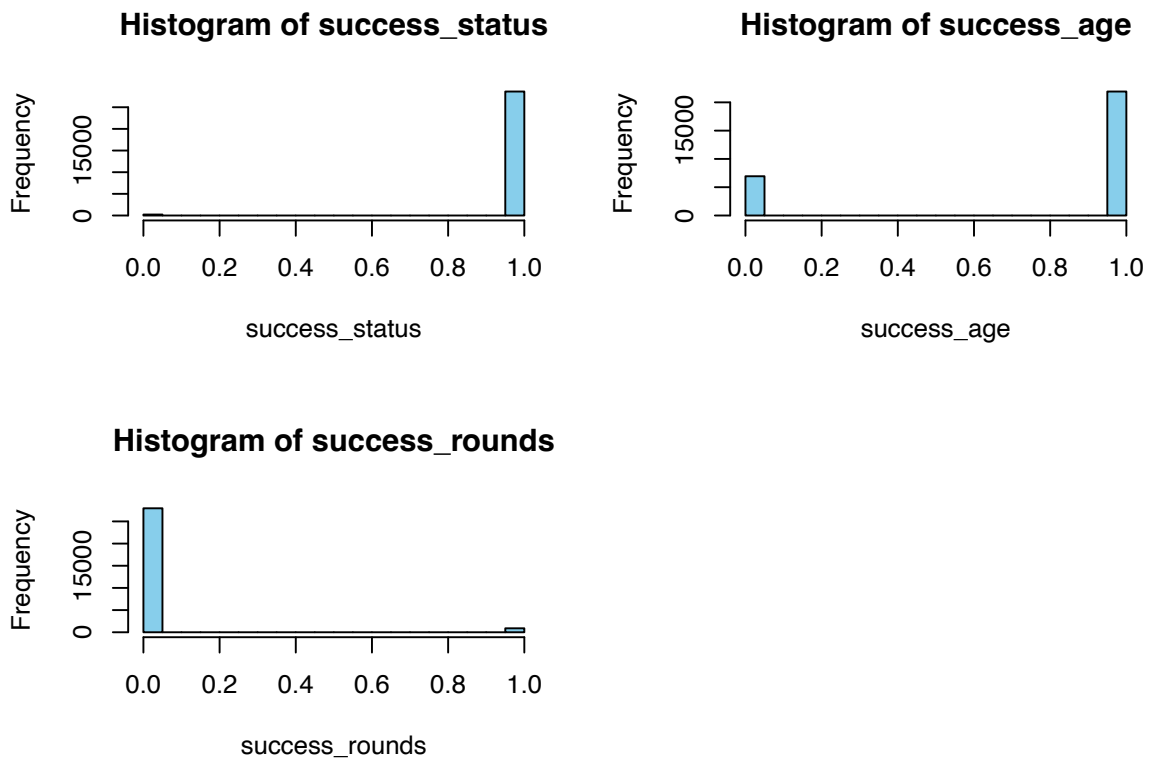 Histogram of success_status
Frequency
15000
0
0.0 0.2 0.4 0.6 0.8 1.0
success_status
Histogram of success_age
Frequency
15000
0
0.0 0.2 0.4 0.6 0.8 1.0
success_age
Histogram of success_rounds
Frequency
15000
0
0.0 0.2 0.4 0.6 0.8 1.0
success_rounds